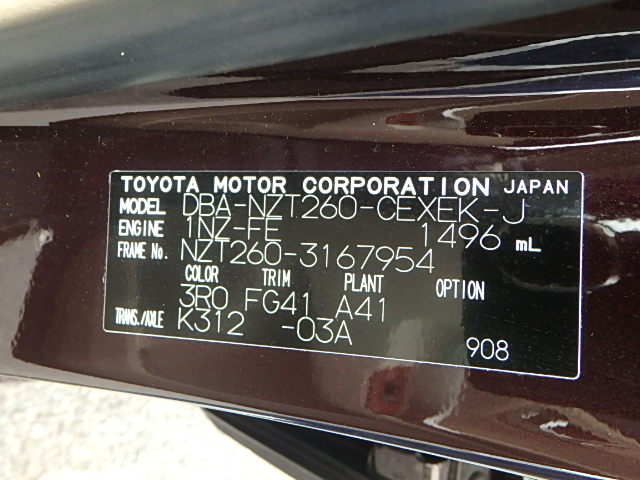 TOYOTA MOTOR CORPORATION JAPAN
MODEL DBA-NZT260-CEXEK-J
ENGINE 1NZ-FE 1496 mL
FRAME No. NZT260-3167954
COLOR TRIM PLANT OPTION
3R0 FG41 A41
TRANS./AXLE K312 -03A
908